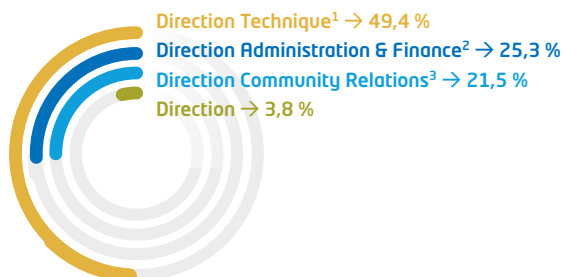 Direction Technique¹ → 49,4 %
Direction Administration & Finance² → 25,3 %
Direction Community Relations³ → 21,5 %
Direction → 3,8 %